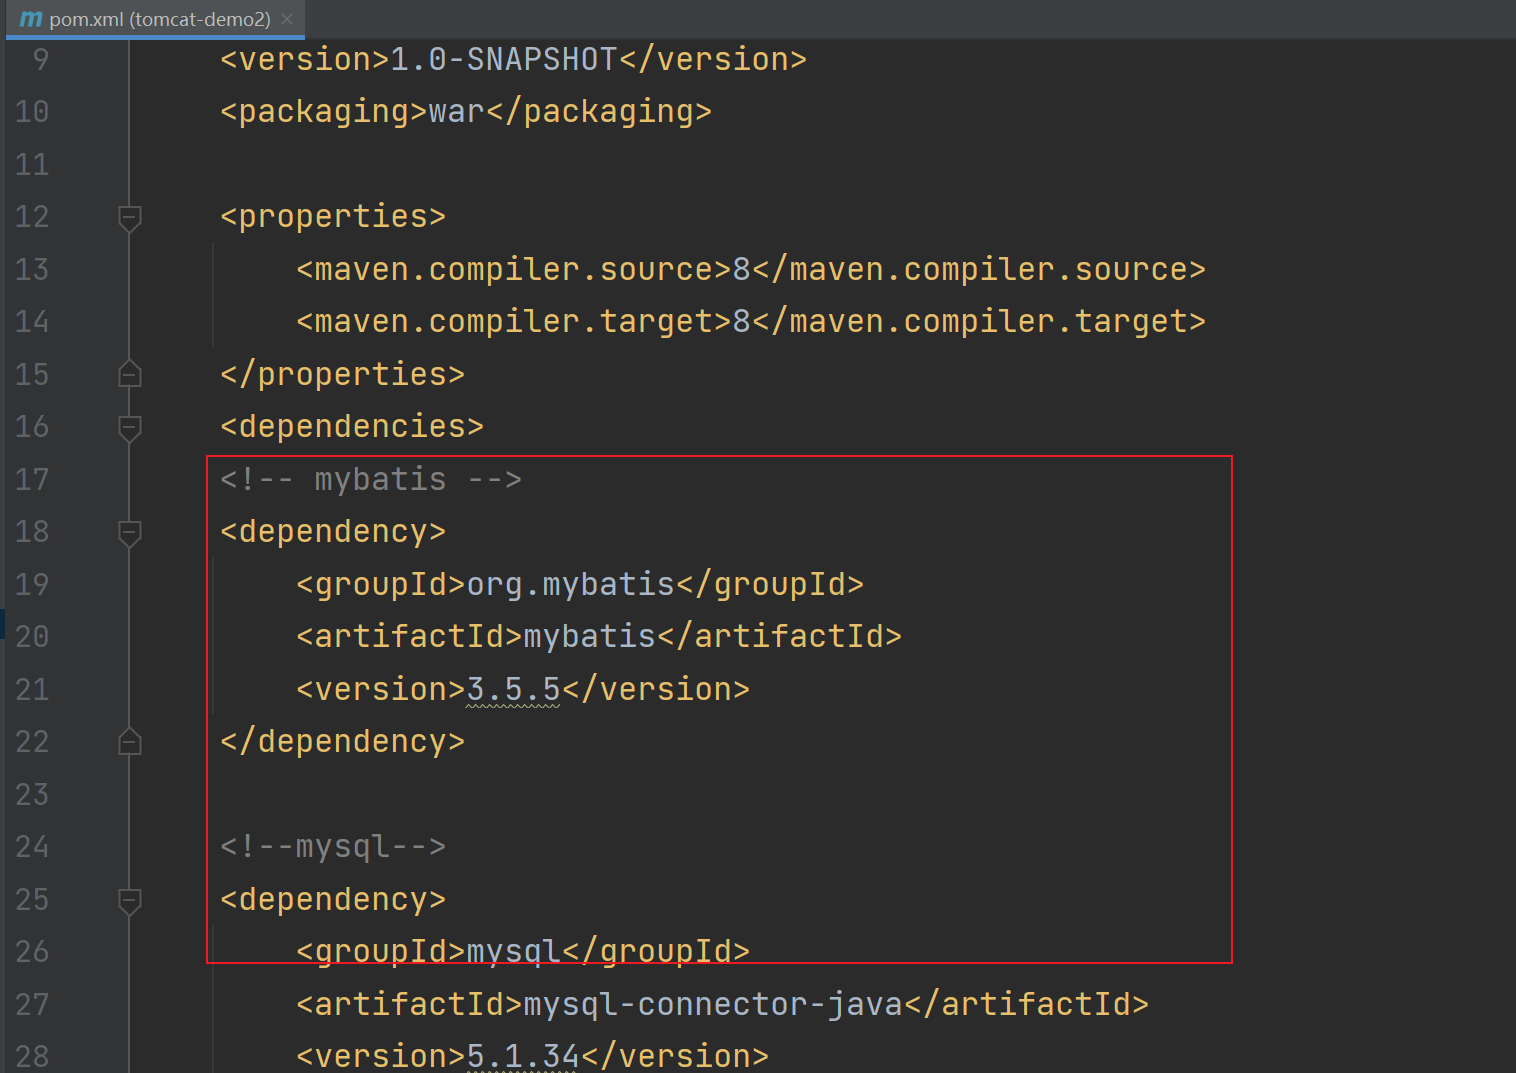 m pom.xml (tomcat-demo2) ×
9 <version>1.0-SNAPSHOT</version>
10 <packaging>war</packaging>
11
12 <properties>
13 <maven.compiler.source>8</maven.compiler.source>
14 <maven.compiler.target>8</maven.compiler.target>
15 </properties>
16 <dependencies>
17 <!-- mybatis -->
18 <dependency>
19 <groupId>org.mybatis</groupId>
20 <artifactId>mybatis</artifactId>
21 <version>3.5.5</version>
22 </dependency>
23
24 <!--mysql-->
25 <dependency>
26 <groupId>mysql</groupId>
27 <artifactId>mysql-connector-java</artifactId>
28 <version>5.1.34</version>